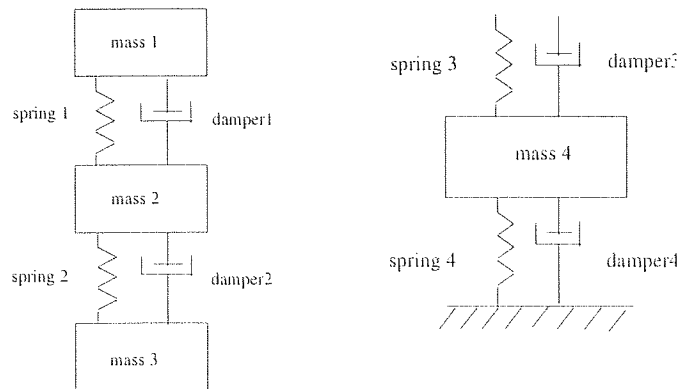 mass 1
spring 1
damper1
mass 2
spring 2
damper2
mass 3
spring 3
damper3
mass 4
spring 4
damper4